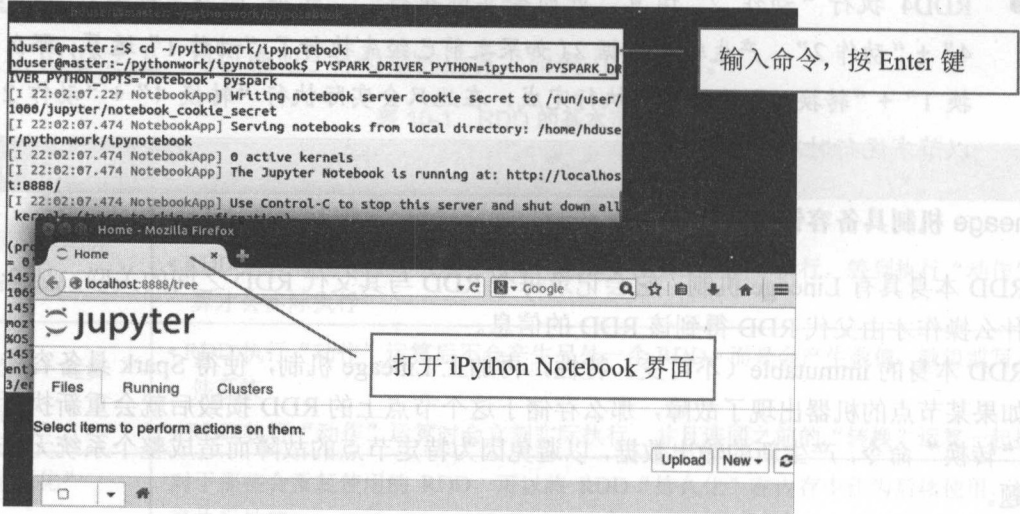 hduser@master:~$ cd ~/pythonwork/ipynotebook
hduser@master:~/pythonwork/ipynotebook$ PYSPARK_DRIVER_PYTHON=ipython PYSPARK_DR
IVER_PYTHON_OPTS="notebook" pyspark
[I 22:02:07.227 NotebookApp] Writing notebook server cookie secret to /run/user/
1000/jupyter/notebook_cookie_secret
[I 22:02:07.474 NotebookApp] Serving notebooks from local directory: /home/hduse
r/pythonwork/ipynotebook
[I 22:02:07.474 NotebookApp] 0 active kernels
[I 22:02:07.474 NotebookApp] The Jupyter Notebook is running at: http://localhos
t:8888/
[I 22:02:07.474 NotebookApp] Use Control-C to stop this server and shut down all
kernels (twice to skip confirmation)
输入命令，按 Enter 键
Home - Mozilla Firefox
Home
localhost:8888/tree
Google
jupyter
打开 iPython Notebook 界面
Files Running Clusters
Select items to perform actions on them.
Upload New